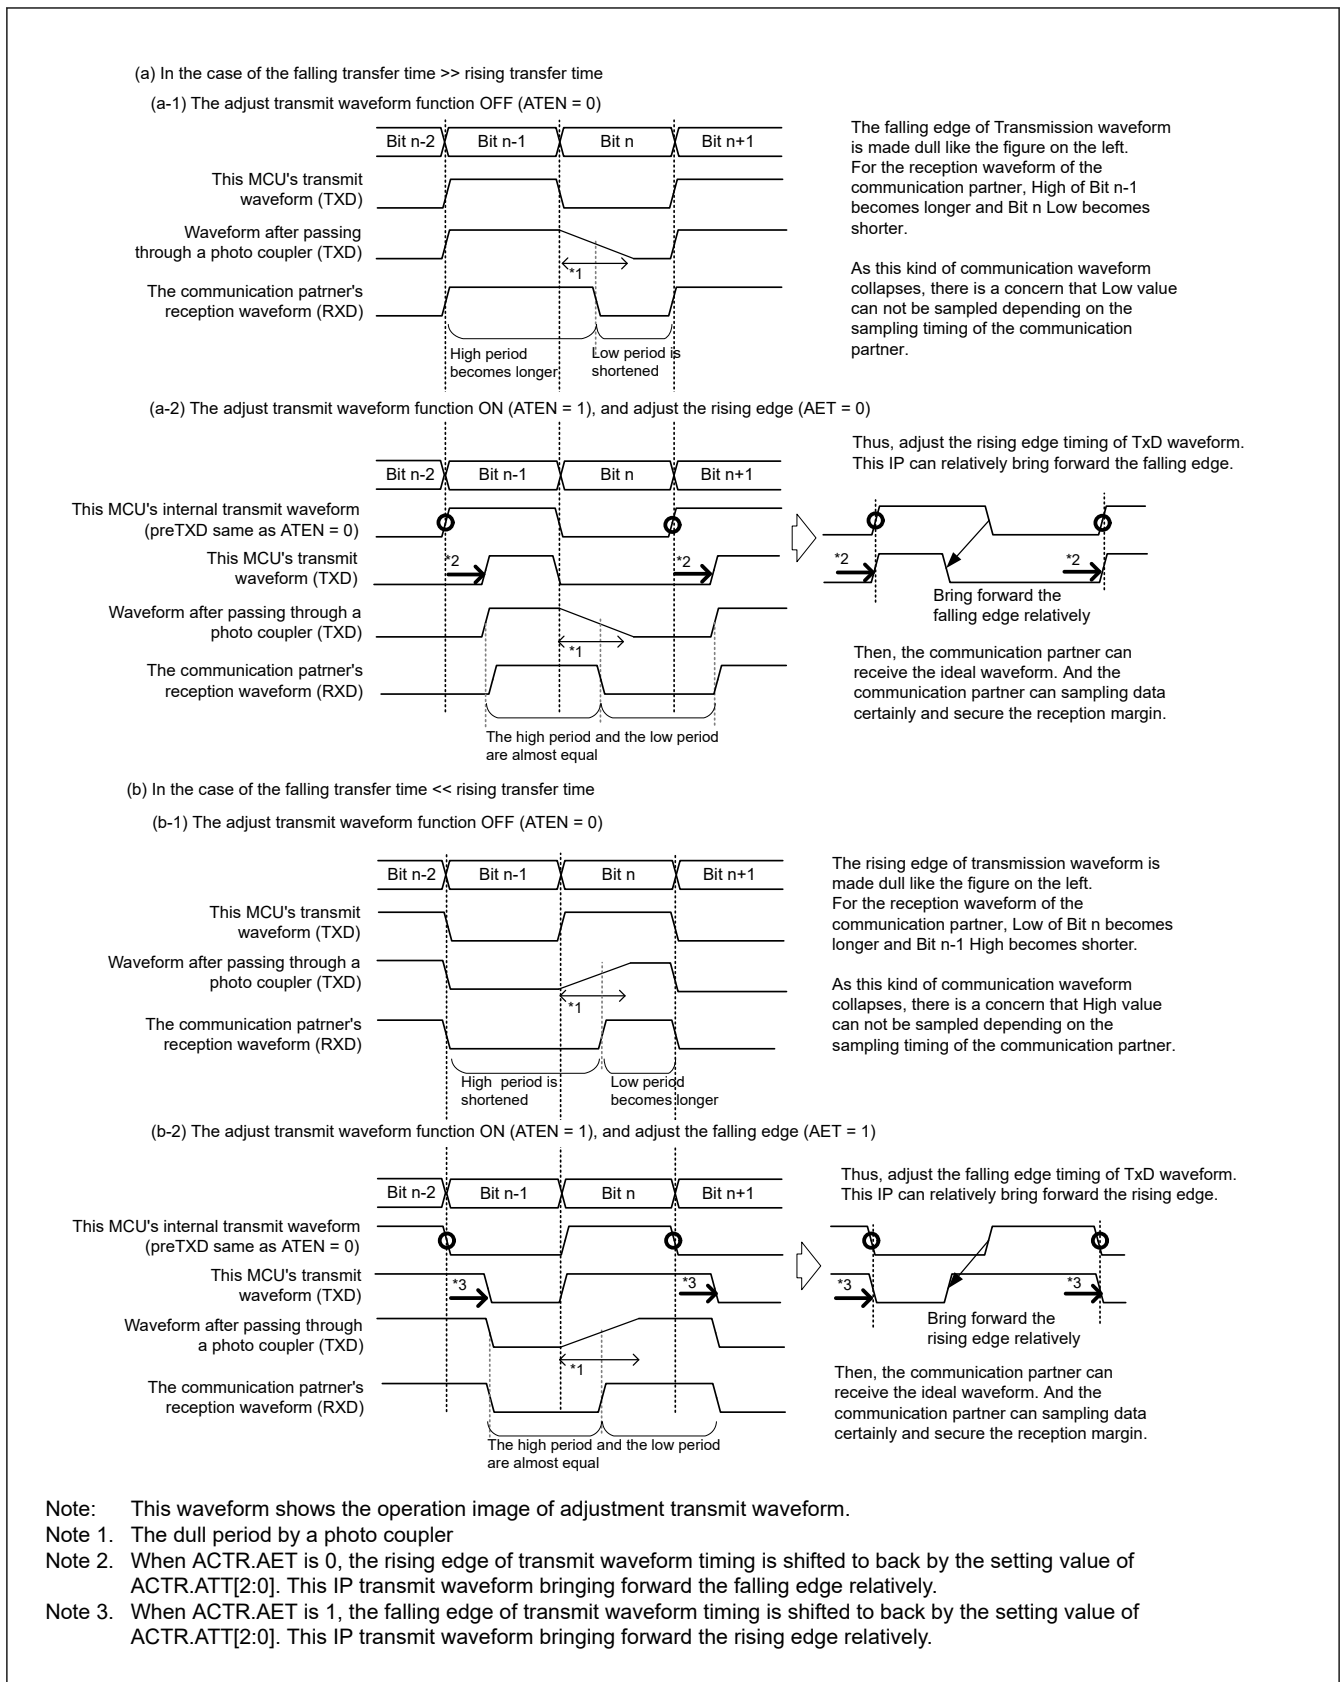 (a) In the case of the falling transfer time >> rising transfer time
(a-1) The adjust transmit waveform function OFF (ATEN = 0)
Bit n-2 Bit n-1 Bit n Bit n+1
This MCU's transmit
waveform (TXD)
Waveform after passing
through a photo coupler (TXD)
*1
The communication patrner's
reception waveform (RXD)
High period
becomes longer
Low period is
shortened
The falling edge of Transmission waveform
is made dull like the figure on the left.
For the reception waveform of the
communication partner, High of Bit n-1
becomes longer and Bit n Low becomes
shorter.
As this kind of communication waveform
collapses, there is a concern that Low value
can not be sampled depending on the
sampling timing of the communication
partner.
(a-2) The adjust transmit waveform function ON (ATEN = 1), and adjust the rising edge (AET = 0)
Bit n-2 Bit n-1 Bit n Bit n+1
This MCU's internal transmit waveform
(preTXD same as ATEN = 0)
This MCU's transmit
waveform (TXD)
*2 *2
Waveform after passing through a
photo coupler (TXD)
*1
The communication patrner's
reception waveform (RXD)
The high period and the low period
are almost equal
Thus, adjust the rising edge timing of TxD waveform.
This IP can relatively bring forward the falling edge.
*2 *2
Bring forward the
falling edge relatively
Then, the communication partner can
receive the ideal waveform. And the
communication partner can sampling data
certainly and secure the reception margin.
(b) In the case of the falling transfer time << rising transfer time
(b-1) The adjust transmit waveform function OFF (ATEN = 0)
Bit n-2 Bit n-1 Bit n Bit n+1
This MCU's transmit
waveform (TXD)
Waveform after passing through a
photo coupler (TXD)
*1
The communication patrner's
reception waveform (RXD)
High period is
shortened
Low period
becomes longer
The rising edge of transmission waveform is
made dull like the figure on the left.
For the reception waveform of the
communication partner, Low of Bit n becomes
longer and Bit n-1 High becomes shorter.
As this kind of communication waveform
collapses, there is a concern that High value
can not be sampled depending on the
sampling timing of the communication partner.
(b-2) The adjust transmit waveform function ON (ATEN = 1), and adjust the falling edge (AET = 1)
Bit n-2 Bit n-1 Bit n Bit n+1
This MCU's internal transmit waveform
(preTXD same as ATEN = 0)
This MCU's transmit
waveform (TXD)
*3 *3
Waveform after passing through
a photo coupler (TXD)
*1
The communication patrner's
reception waveform (RXD)
The high period and the low period
are almost equal
Thus, adjust the falling edge timing of TxD waveform.
This IP can relatively bring forward the rising edge.
*3 *3
Bring forward the
rising edge relatively
Then, the communication partner can
receive the ideal waveform. And the
communication partner can sampling data
certainly and secure the reception margin.
Note: This waveform shows the operation image of adjustment transmit waveform.
Note 1. The dull period by a photo coupler
Note 2. When ACTR.AET is 0, the rising edge of transmit waveform timing is shifted to back by the setting value of
ACTR.ATT[2:0]. This IP transmit waveform bringing forward the falling edge relatively.
Note 3. When ACTR.AET is 1, the falling edge of transmit waveform timing is shifted to back by the setting value of
ACTR.ATT[2:0]. This IP transmit waveform bringing forward the rising edge relatively.